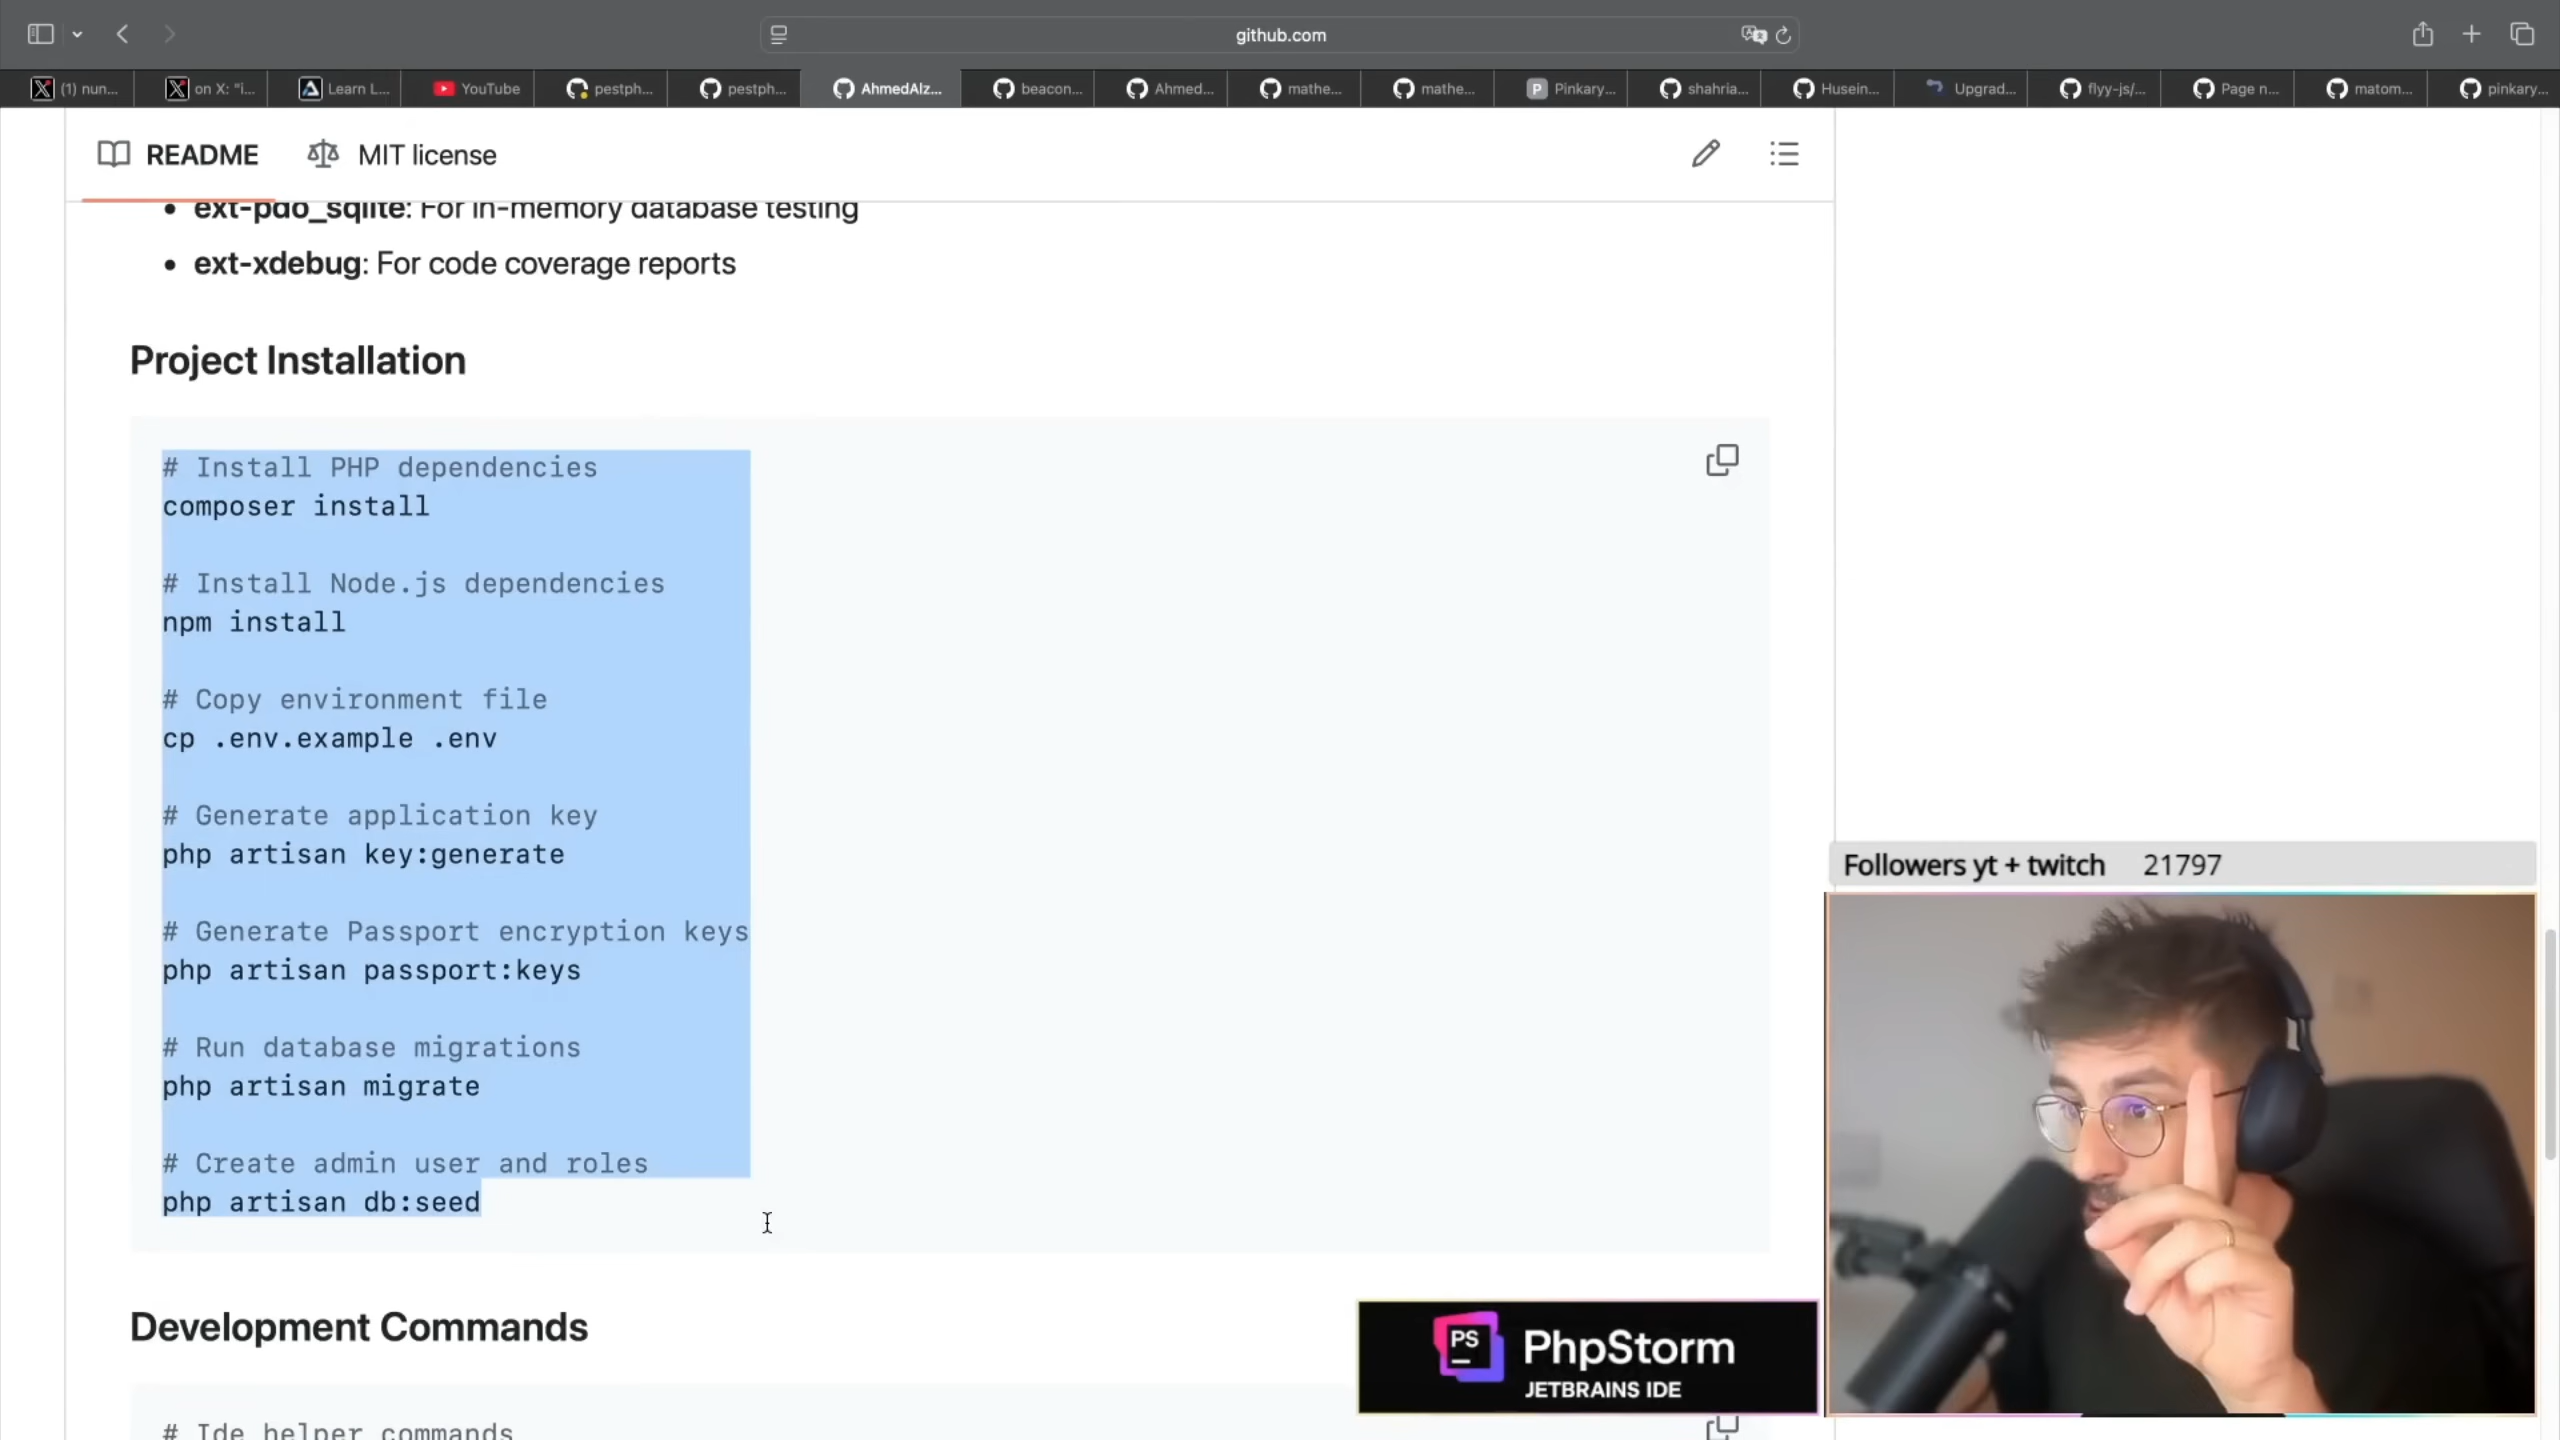 github.com
(1) nun...
on X: "i...
Learn L...
YouTube
pestph...
pestph...
AhmedAlz...
beacon...
Ahmed...
mathe...
mathe...
Pinkary...
shahria...
Husein...
Upgrad...
flyy-js/...
Page n...
matom...
pinkary...
README
MIT license
ext-pdo_sqlite: For in-memory database testing
ext-xdebug: For code coverage reports
Project Installation
# Install PHP dependencies
composer install
# Install Node.js dependencies
npm install
# Copy environment file
cp .env.example .env
# Generate application key
php artisan key:generate
# Generate Passport encryption keys
php artisan passport:keys
# Run database migrations
php artisan migrate
# Create admin user and roles
php artisan db:seed
Followers yt + twitch 21797
Development Commands
PS
PhpStorm
JETBRAINS IDE
# Ide helper commands